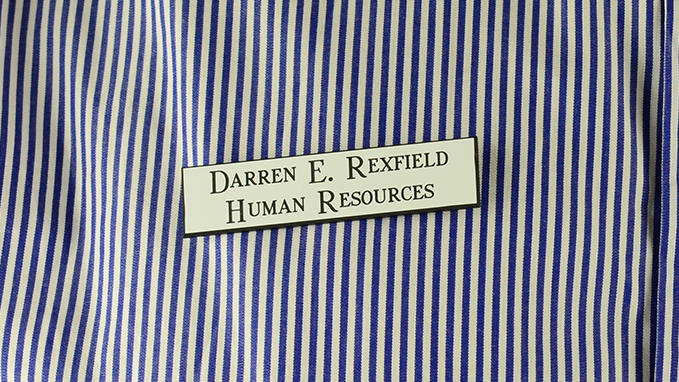 Darren E. Rexfield
Human Resources